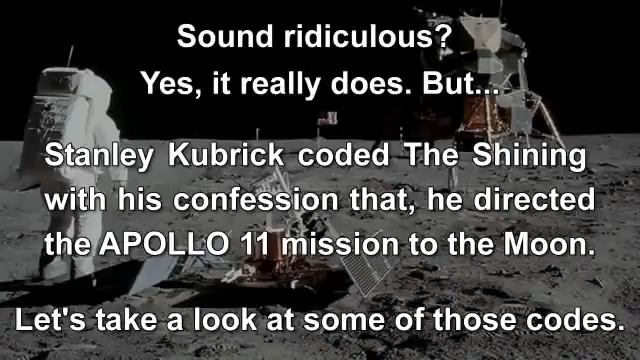 Sound ridiculous?
Yes, it really does. But...
Stanley Kubrick coded The Shining
with his confession that, he directed
the APOLLO 11 mission to the Moon.
Let's take a look at some of those codes.